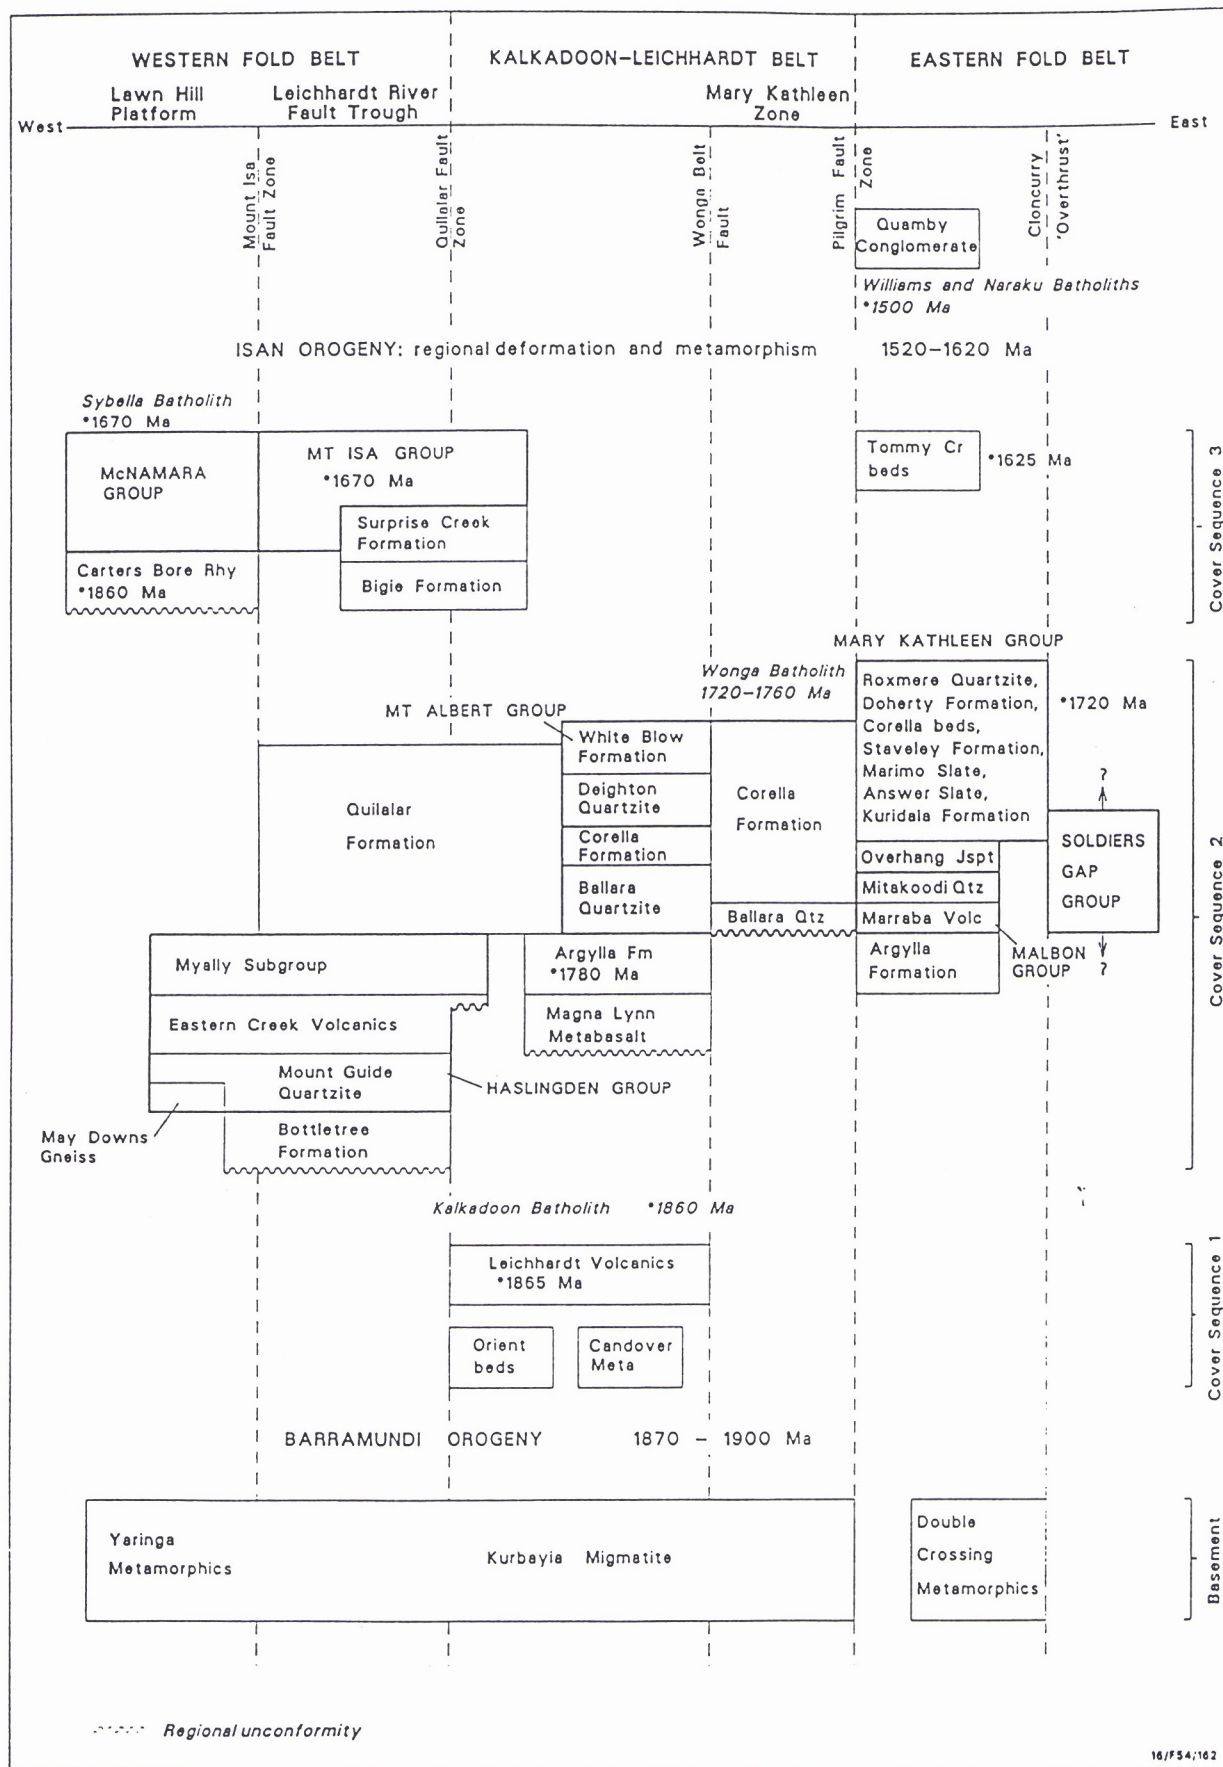 WESTERN FOLD BELT
KALKADOON-LEICHHARDT BELT
EASTERN FOLD BELT
Lawn Hill
Platform
Leichhardt River
Fault Trough
Mary Kathleen
Zone
West
East
Mount Isa
Fault Zone
Quilalar Fault
Zone
Wonga Belt
Fault
Pilgrim Fault
Zone
Cloncurry
'Overthrust'
Quamby
Conglomerate
Williams and Naraku Batholiths
*1500 Ma
ISAN OROGENY: regional deformation and metamorphism 1520-1620 Ma
Sybella Batholith
*1670 Ma
McNAMARA
GROUP
MT ISA GROUP
*1670 Ma
Surprise Creek
Formation
Carters Bore Rhy
*1860 Ma
Bigie Formation
Tommy Cr
beds
*1625 Ma
Cover Sequence 3
MARY KATHLEEN GROUP
Wonga Batholith
1720-1760 Ma
MT ALBERT GROUP
White Blow
Formation
Deighton
Quartzite
Corella
Formation
Ballara
Quartzite
Quilalar
Formation
Corella
Formation
Ballara Qtz
Roxmere Quartzite,
Doherty Formation,
Corella beds,
Staveley Formation,
Marimo Slate,
Answer Slate,
Kuridala Formation
*1720 Ma
?
SOLDIERS
GAP
GROUP
?
Overhang Jspt
Mitakoodi Qtz
Marraba Volc
MALBON
GROUP
Argylla
Formation
Myally Subgroup
Argylla Fm
*1780 Ma
Eastern Creek Volcanics
Magna Lynn
Metabasalt
Mount Guide
Quartzite
HASLINGDEN GROUP
May Downs
Gneiss
Bottletree
Formation
Cover Sequence 2
Kalkadoon Batholith *1860 Ma
Leichhardt Volcanics
*1865 Ma
Orient
beds
Candover
Meta
Cover Sequence 1
BARRAMUNDI OROGENY 1870 - 1900 Ma
Yaringa
Metamorphics
Kurbayia Migmatite
Double
Crossing
Metamorphics
Basement
Regional unconformity
16/F54/162